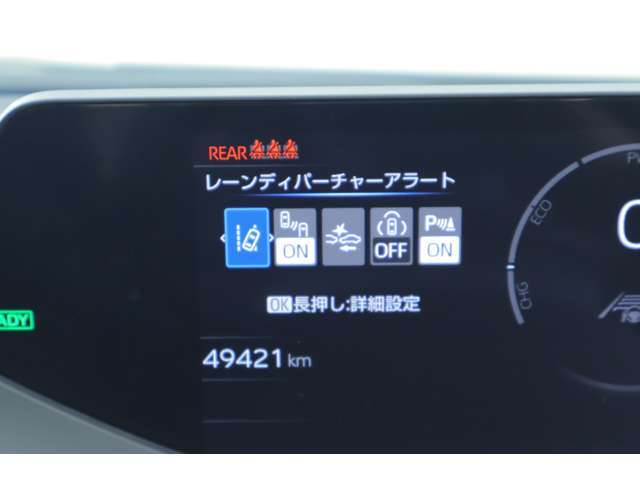 REAR
レーンディパーチャーアラート
ON OFF P ON
OK長押し:詳細設定
49421 km
ECO
CHG